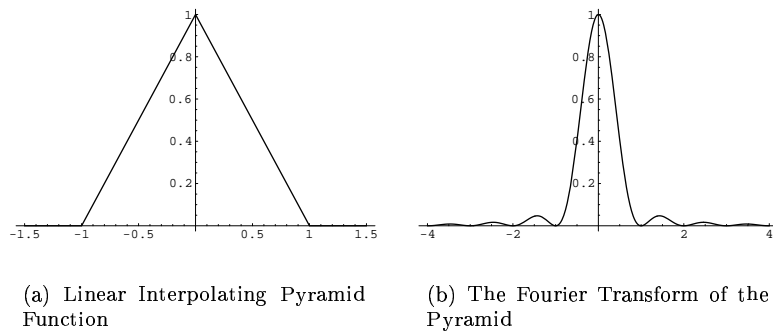 1
0.8
0.6
0.4
0.2
-1.5 -1 -0.5 0.5 1 1.5
1
0.8
0.6
0.4
0.2
-4 -2 2 4
(a) Linear Interpolating Pyramid
Function
(b) The Fourier Transform of the
Pyramid